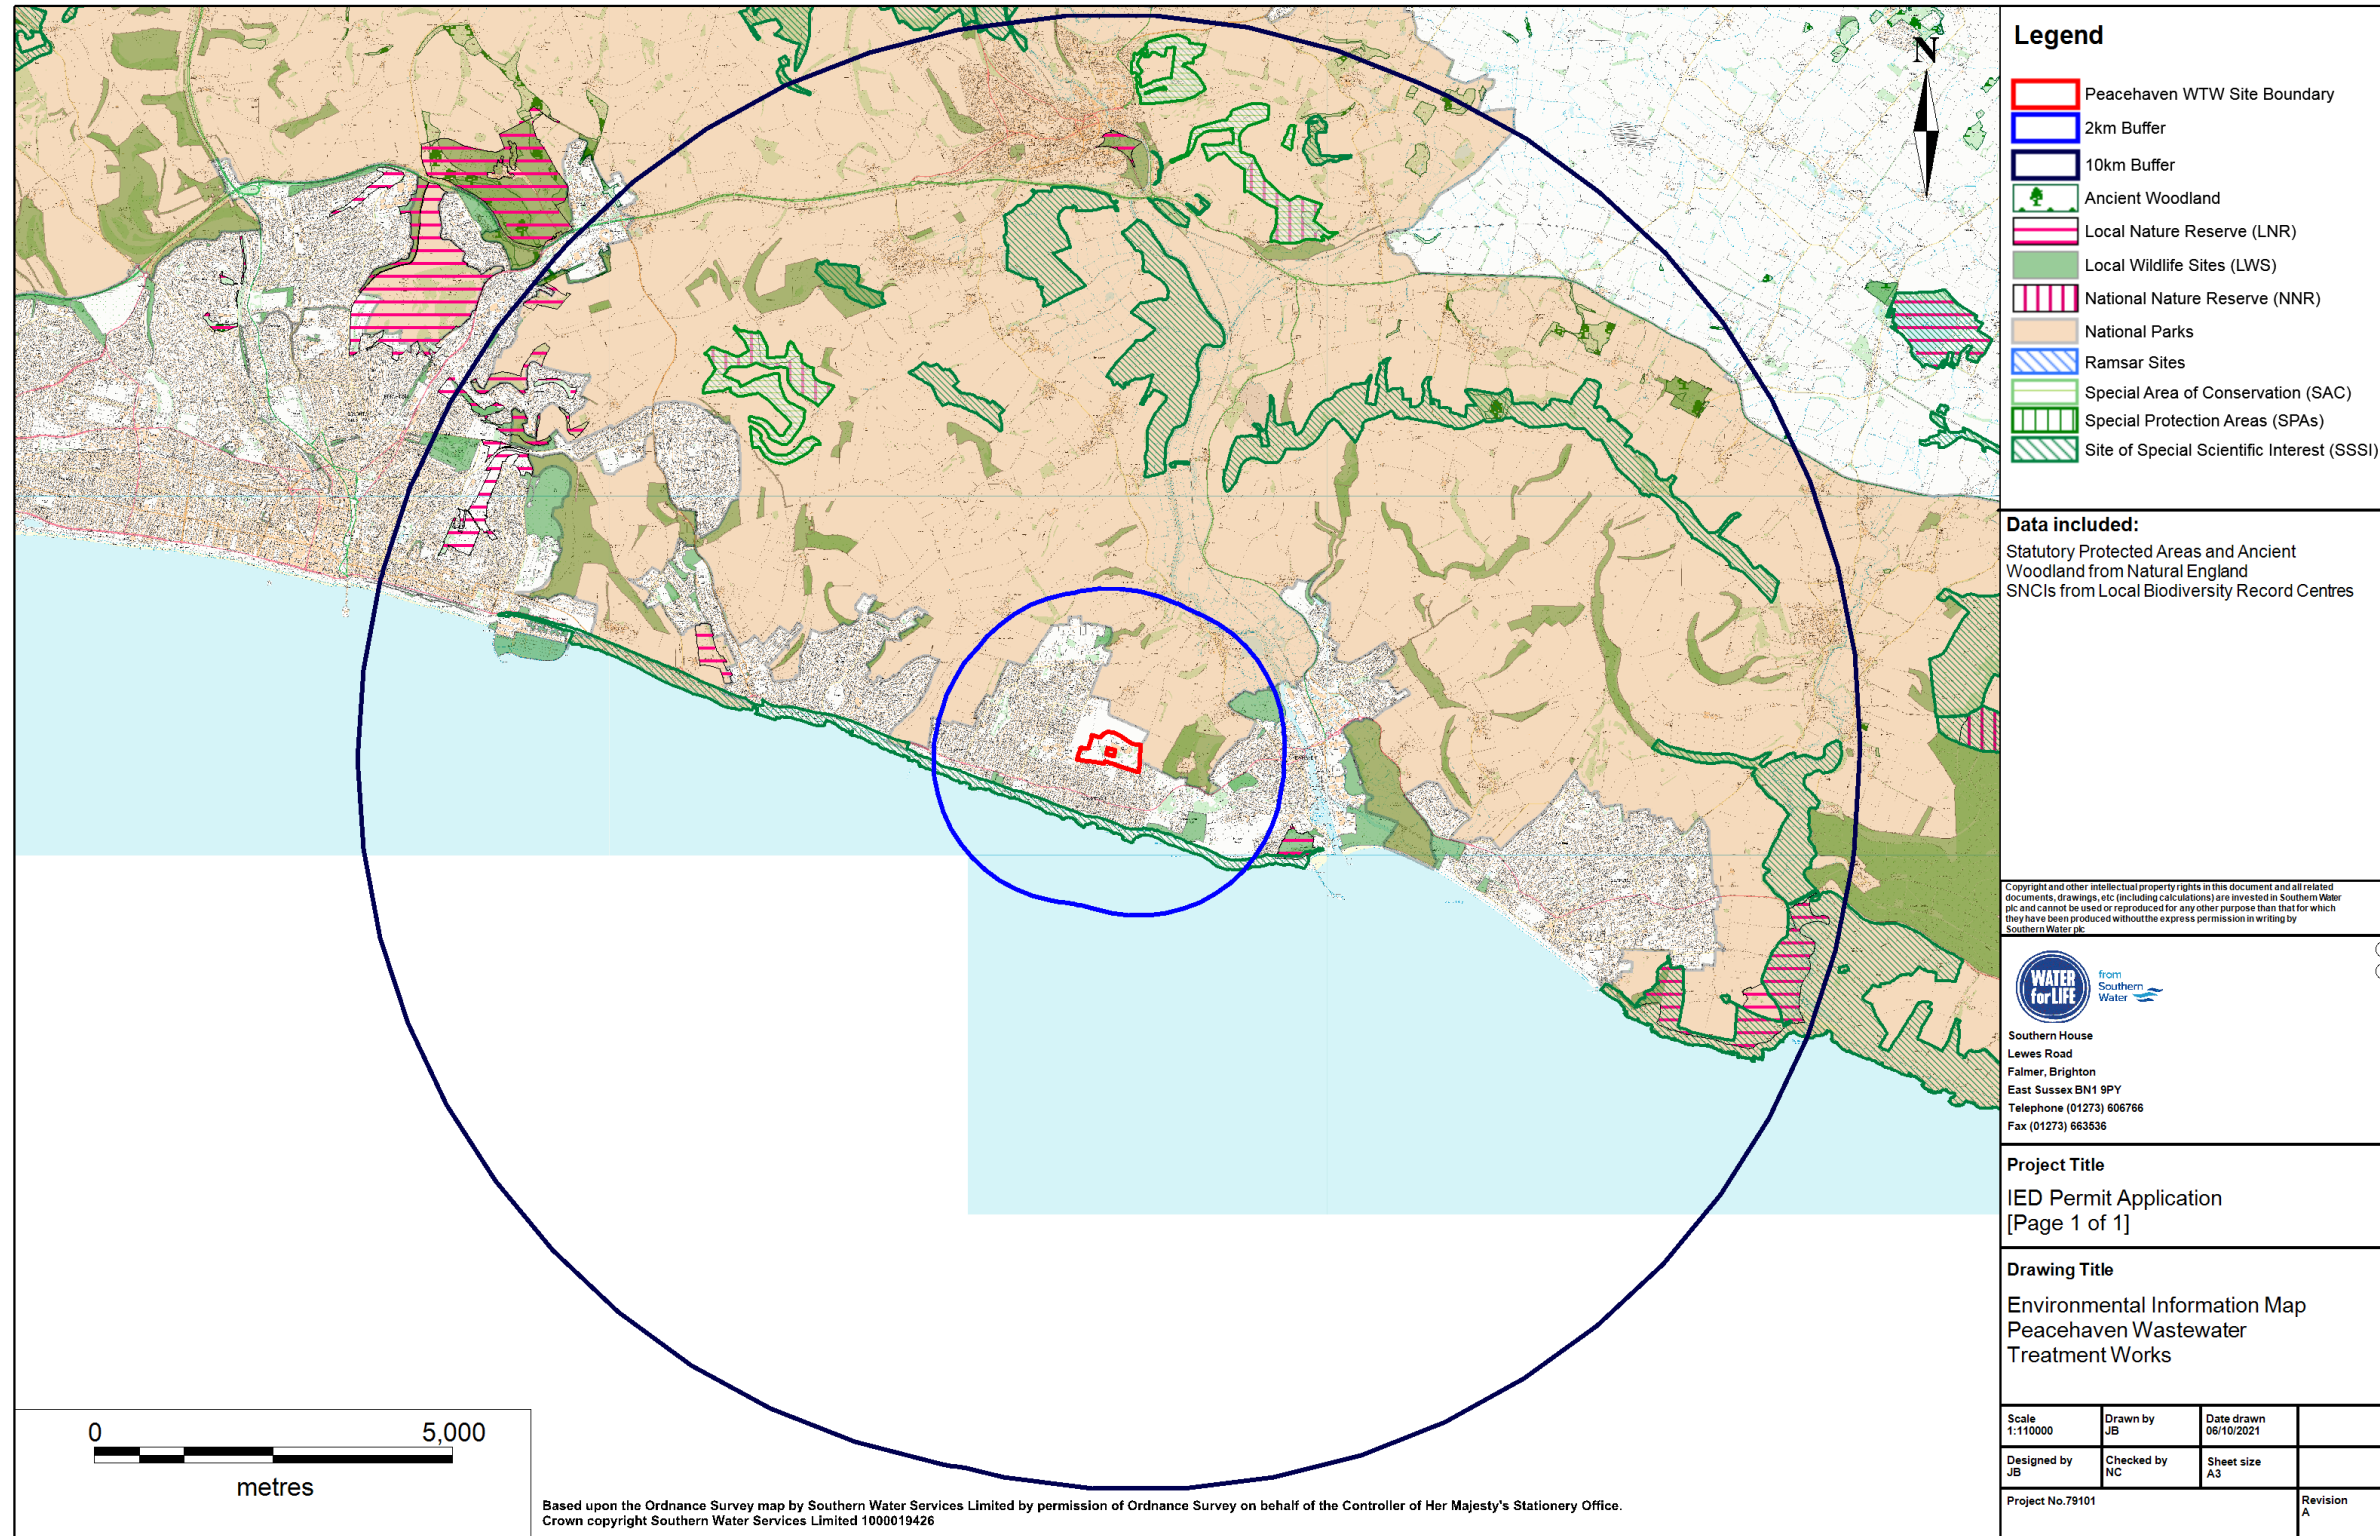 Legend
N
Peacehaven WTW Site Boundary
2km Buffer
10km Buffer
Ancient Woodland
Local Nature Reserve (LNR)
Local Wildlife Sites (LWS)
National Nature Reserve (NNR)
National Parks
Ramsar Sites
Special Area of Conservation (SAC)
Special Protection Areas (SPAs)
Site of Special Scientific Interest (SSSI)
Data included:
Statutory Protected Areas and Ancient
Woodland from Natural England
SNCIs from Local Biodiversity Record Centres
Copyright and other intellectual property rights in this document and all related
documents, drawings, etc (including calculations) are invested in Southern Water
plc and cannot be used or reproduced for any other purpose than that for which
they have been produced without the express permission in writing by
Southern Water plc
WATER
for LIFE
from
Southern
Water
Southern House
Lewes Road
Falmer, Brighton
East Sussex BN1 9PY
Telephone (01273) 606766
Fax (01273) 663536
Project Title
IED Permit Application
[Page 1 of 1]
Drawing Title
Environmental Information Map
Peacehaven Wastewater
Treatment Works
Scale
1:110000
Drawn by
JB
Date drawn
06/10/2021
Designed by
JB
Checked by
NC
Sheet size
A3
Project No.79101
Revision
A
0 5,000
metres
Based upon the Ordnance Survey map by Southern Water Services Limited by permission of Ordnance Survey on behalf of the Controller of Her Majesty's Stationery Office.
Crown copyright Southern Water Services Limited 1000019426